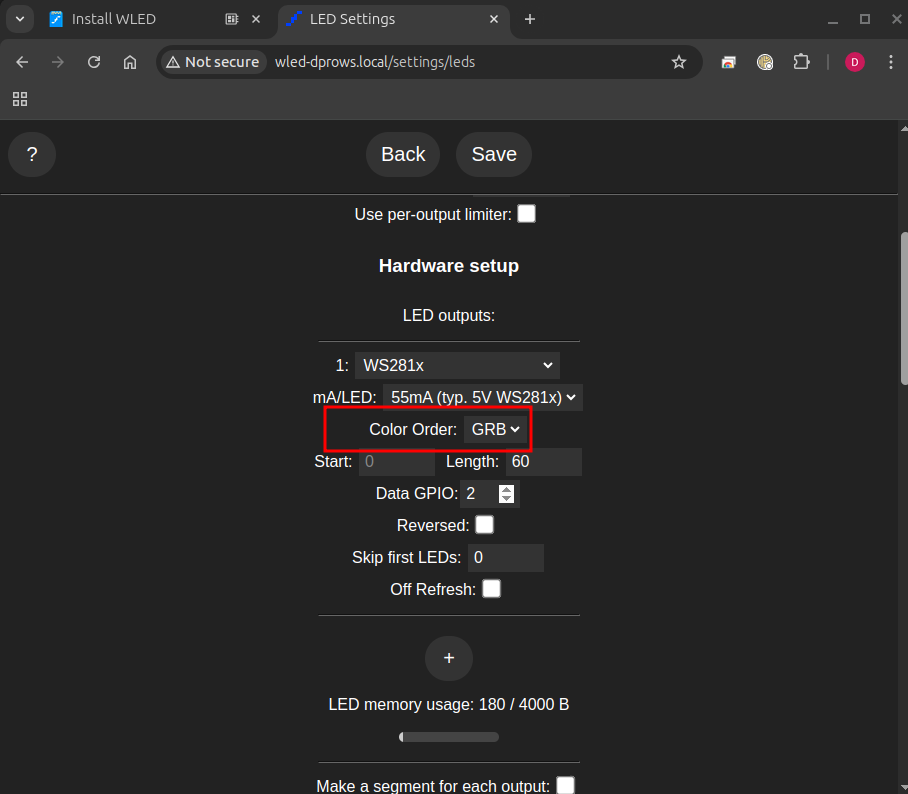 Install WLED
LED Settings
Not secure wled-dprows.local/settings/leds
D
? Back Save
Use per-output limiter:
Hardware setup
LED outputs:
1: WS281x
mA/LED: 55mA (typ. 5V WS281x)
Color Order: GRB
Start: 0 Length: 60
Data GPIO: 2
Reversed:
Skip first LEDs: 0
Off Refresh:
+
LED memory usage: 180 / 4000 B
Make a segment for each output: